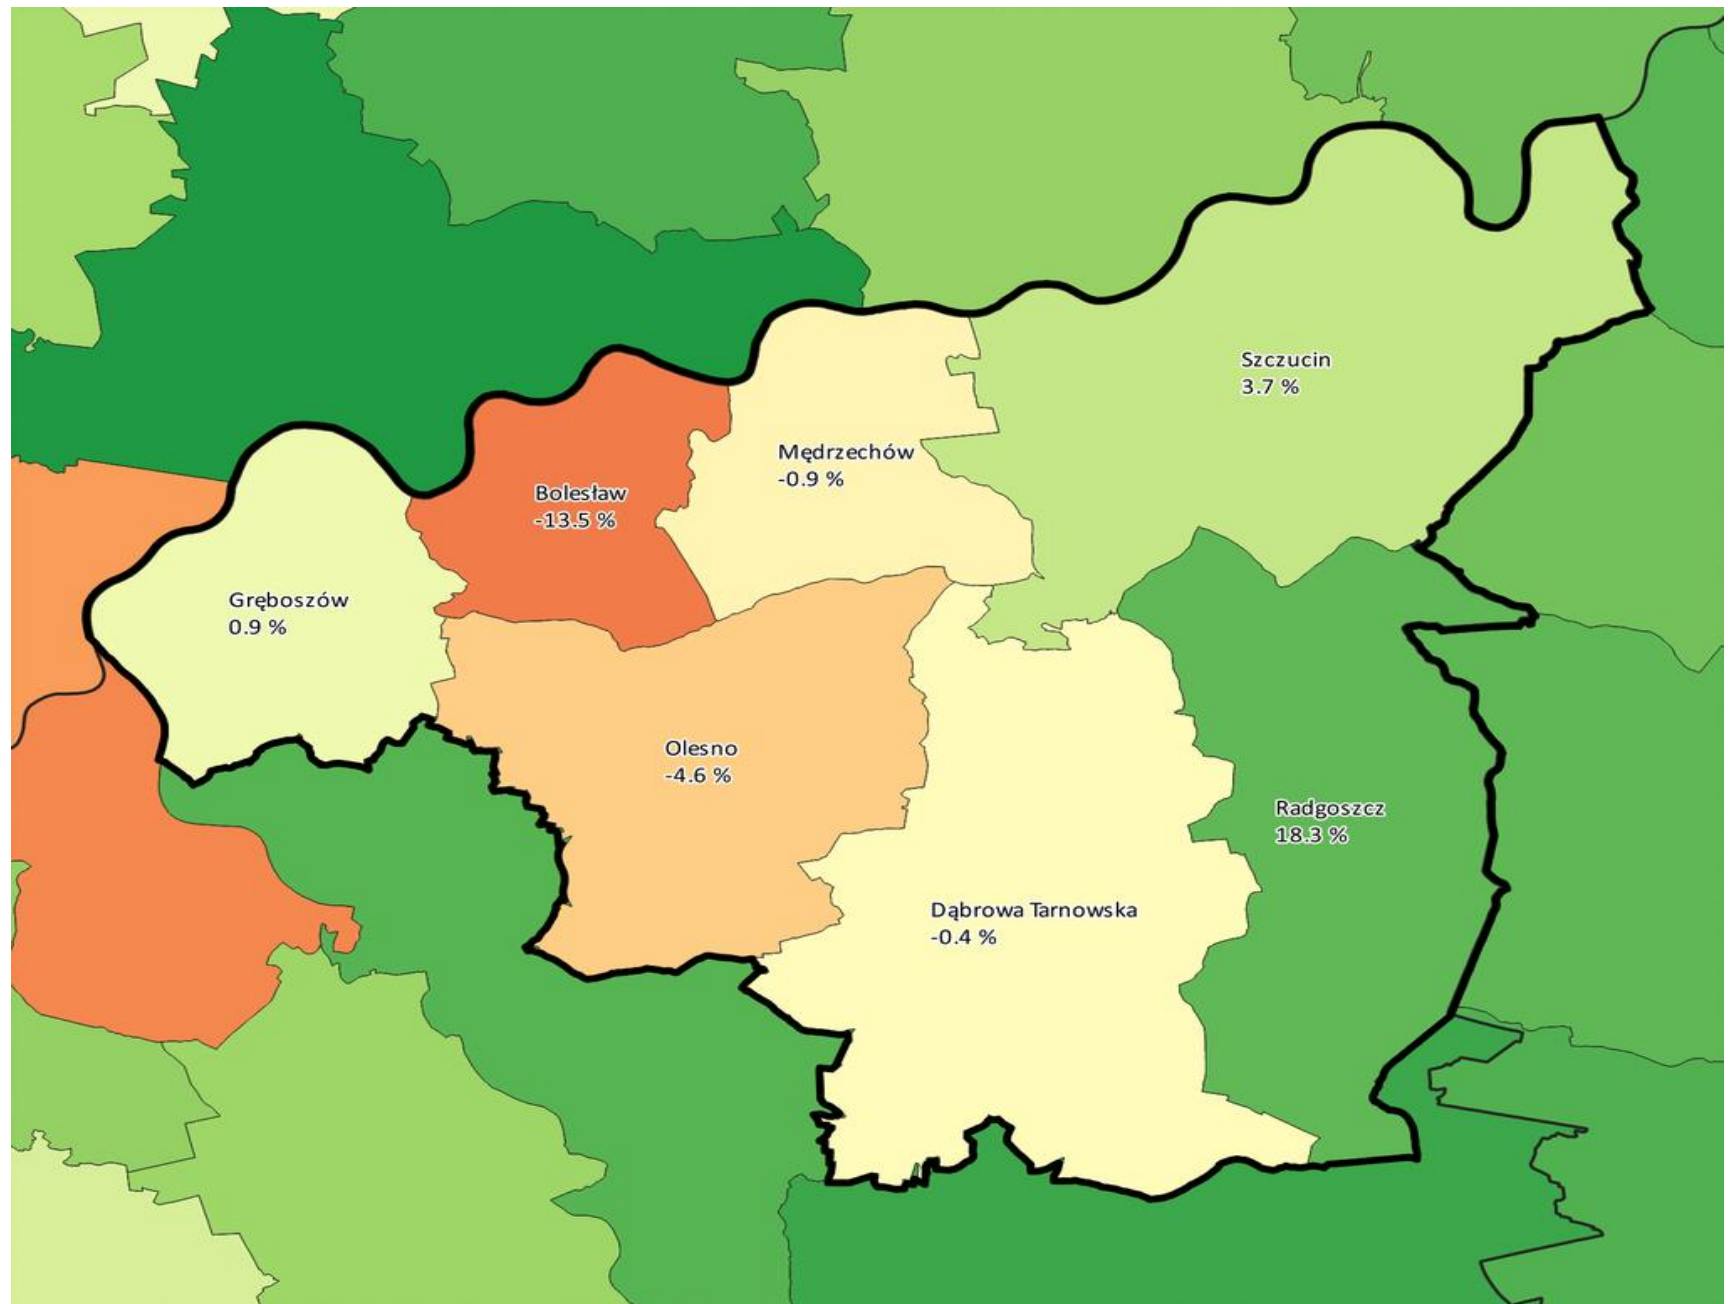 Szczucin
3.7 %
Mędrzechów
-0.9 %
Bolesław
-13.5 %
Gręboszów
0.9 %
Olesno
-4.6 %
Radgoszcz
18.3 %
Dąbrowa Tarnowska
-0.4 %